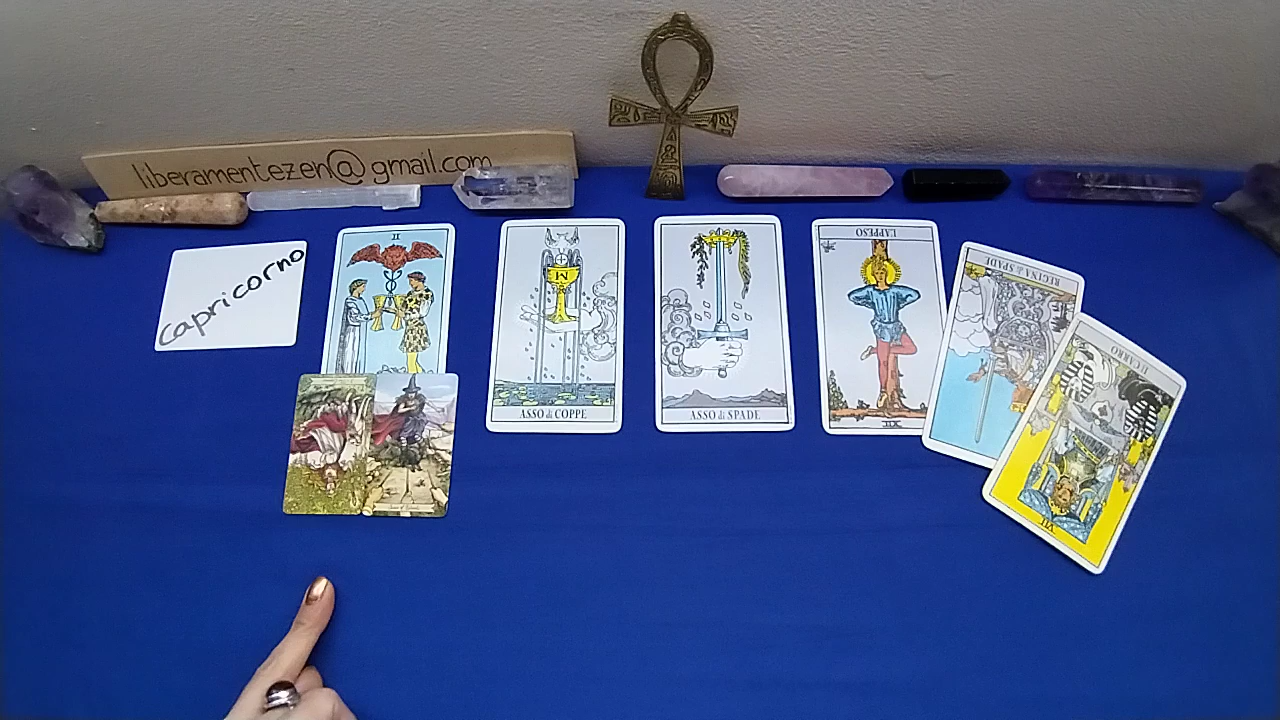 liberamentezen@gmail.com
capricorno
II
M
ASSO di COPPE
ASSO di SPADE
L'APPESO
XII
REGINA di SPADE
IL CARRO
VII